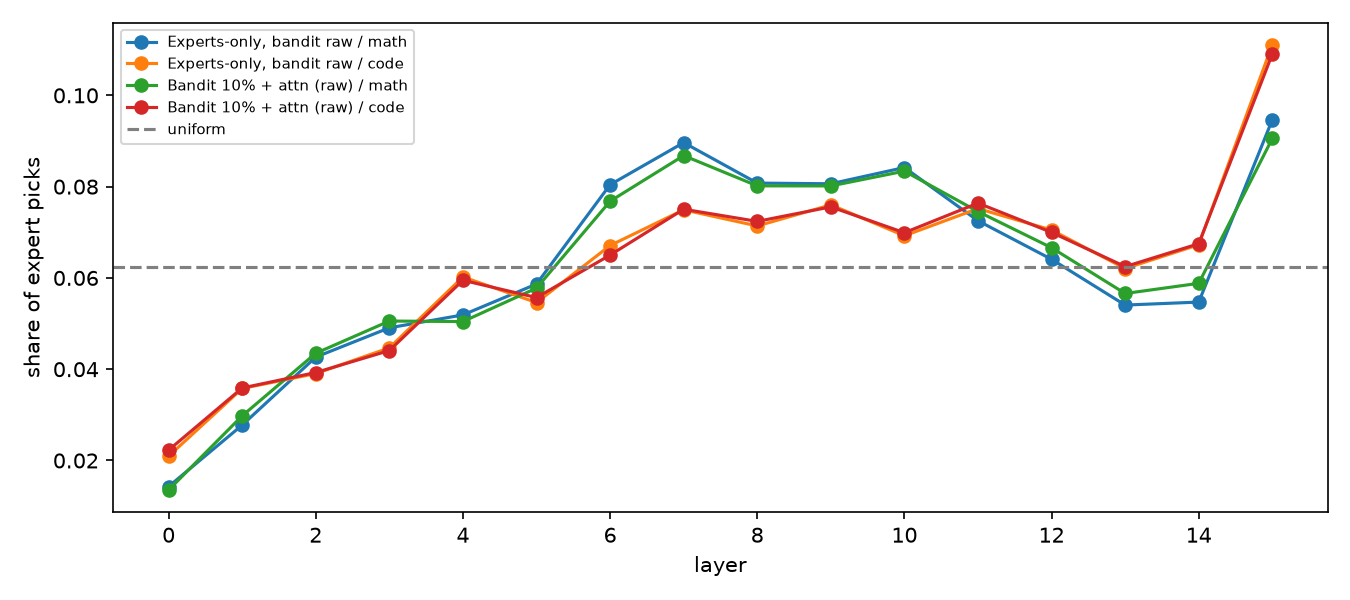 Experts-only, bandit raw / math
Experts-only, bandit raw / code
Bandit 10% + attn (raw) / math
Bandit 10% + attn (raw) / code
uniform
share of expert picks
0.10
0.08
0.06
0.04
0.02
0 2 4 6 8 10 12 14
layer